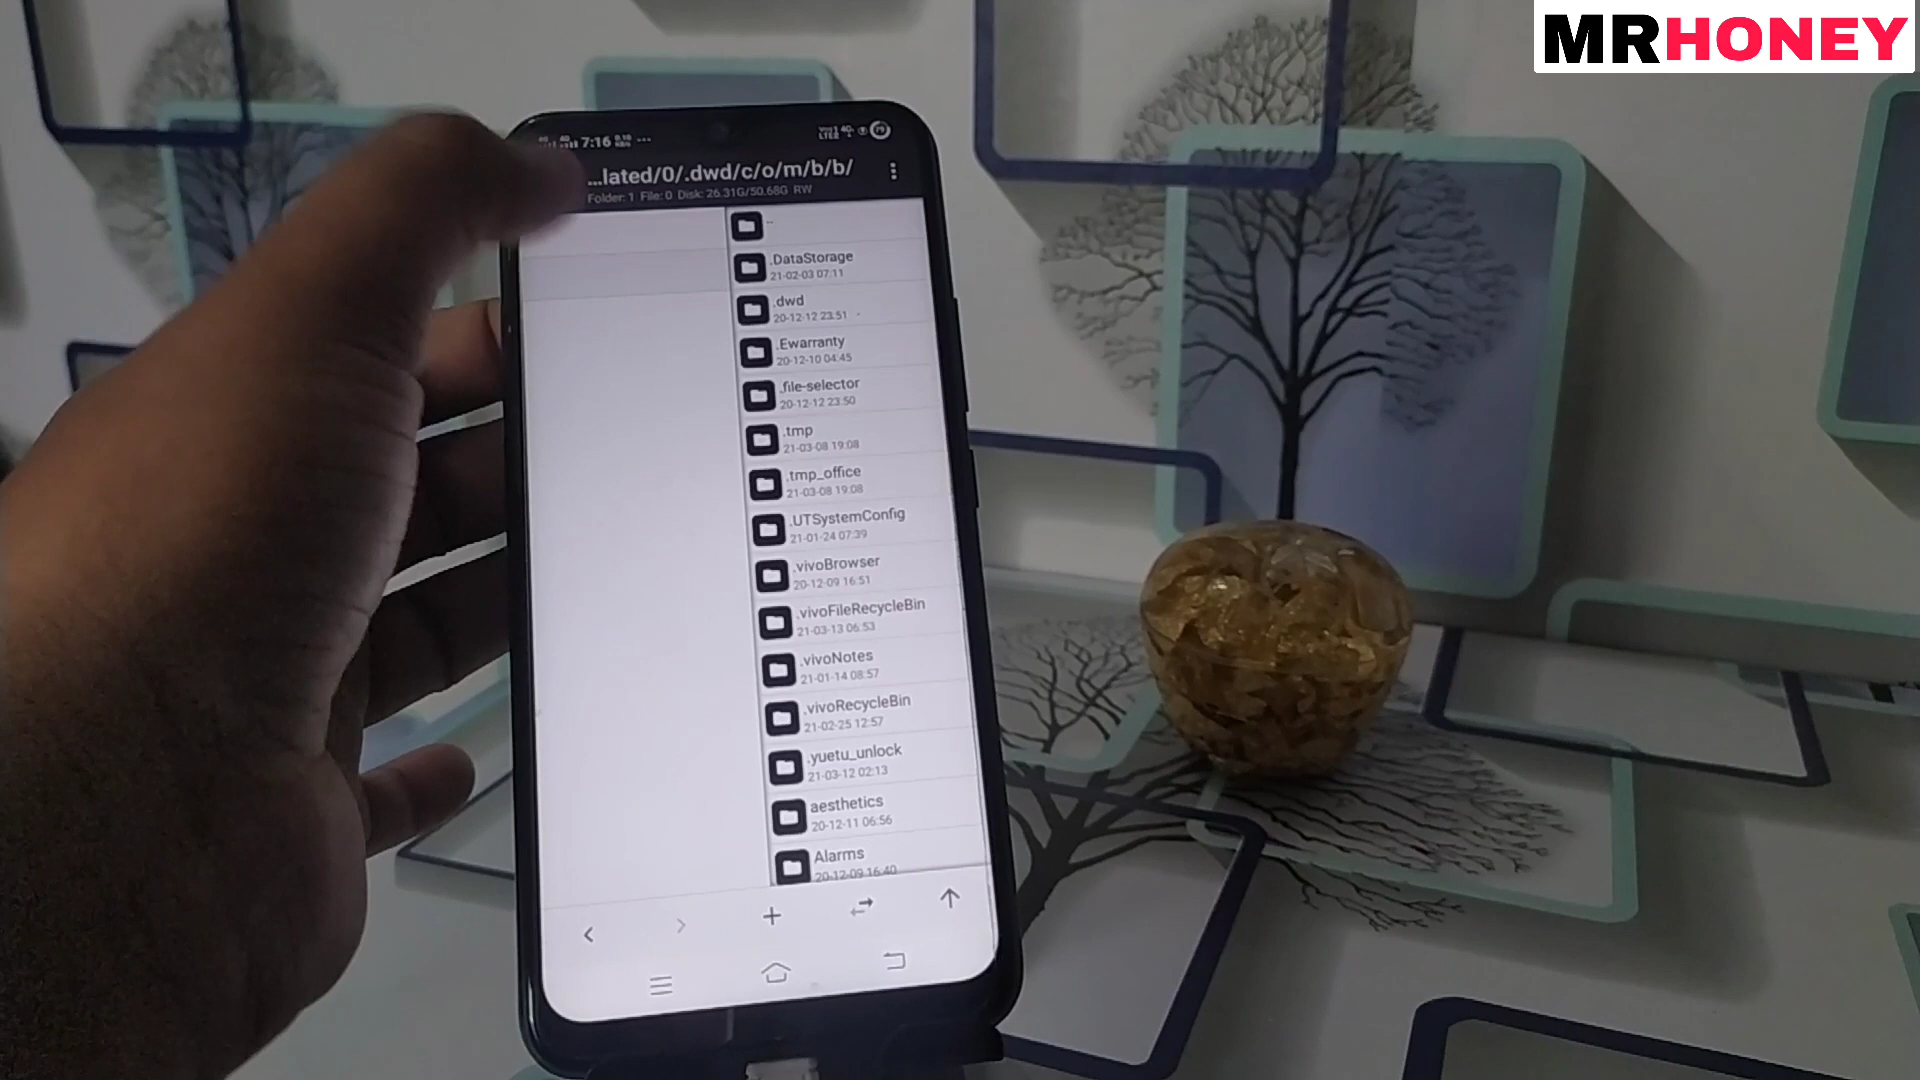 MRHONEY
7:16
...lated/0/.dwd/c/o/m/b/b/
Folder: 1 File: 0 Disk: 26.31G/50.68G RW
..
.DataStorage
21-02-03 07:11
.dwd
20-12-12 23:51
.Ewarranty
20-12-10 04:45
.file-selector
20-12-12 23:50
.tmp
21-03-08 19:08
.tmp_office
21-03-08 19:08
.UTSystemConfig
21-01-24 07:39
.vivoBrowser
20-12-09 16:51
.vivoFileRecycleBin
21-03-13 06:53
.vivoNotes
21-01-14 08:57
.vivoRecycleBin
21-02-25 12:57
.yuetu_unlock
21-03-12 02:13
aesthetics
20-12-11 06:56
Alarms
20-12-09 16:40